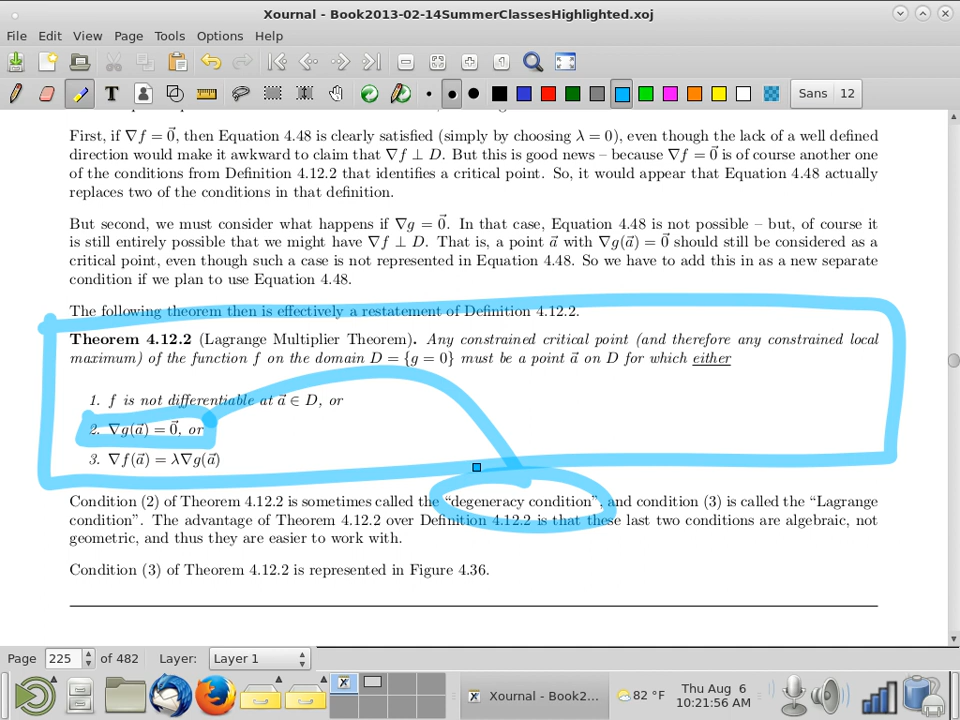 Xournal - Book2013-02-14SummerClassesHighlighted.xoj
File Edit View Page Tools Options Help
Sans 12
First, if ∇f = 0⃗, then Equation 4.48 is clearly satisfied (simply by choosing λ = 0), even though the lack of a well defined
direction would make it awkward to claim that ∇f ⊥ D. But this is good news – because ∇f = 0⃗ is of course another one
of the conditions from Definition 4.12.2 that identifies a critical point. So, it would appear that Equation 4.48 actually
replaces two of the conditions in that definition.
But second, we must consider what happens if ∇g = 0⃗. In that case, Equation 4.48 is not possible – but, of course it
is still entirely possible that we might have ∇f ⊥ D. That is, a point a⃗ with ∇g(a⃗) = 0⃗ should still be considered as a
critical point, even though such a case is not represented in Equation 4.48. So we have to add this in as a new separate
condition if we plan to use Equation 4.48.
The following theorem then is effectively a restatement of Definition 4.12.2.
Theorem 4.12.2 (Lagrange Multiplier Theorem). Any constrained critical point (and therefore any constrained local
maximum) of the function f on the domain D = {g = 0} must be a point a⃗ on D for which either
1. f is not differentiable at a⃗ ∈ D, or
2. ∇g(a⃗) = 0⃗, or
3. ∇f(a⃗) = λ∇g(a⃗)
Condition (2) of Theorem 4.12.2 is sometimes called the “degeneracy condition”, and condition (3) is called the “Lagrange
condition”. The advantage of Theorem 4.12.2 over Definition 4.12.2 is that these last two conditions are algebraic, not
geometric, and thus they are easier to work with.
Condition (3) of Theorem 4.12.2 is represented in Figure 4.36.
Page 225 of 482 Layer: Layer 1
Xournal - Book2... 82 °F Thu Aug 6
10:21:56 AM